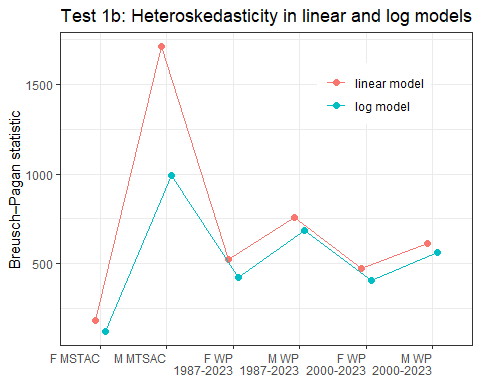 Test 1b: Heteroskedasticity in linear and log models
Breusch–Pagan statistic
1500
1000
500
linear model
log model
F MSTAC
M MTSAC
F WP
1987-2023
M WP
1987-2023
F WP
2000-2023
M WP
2000-2023